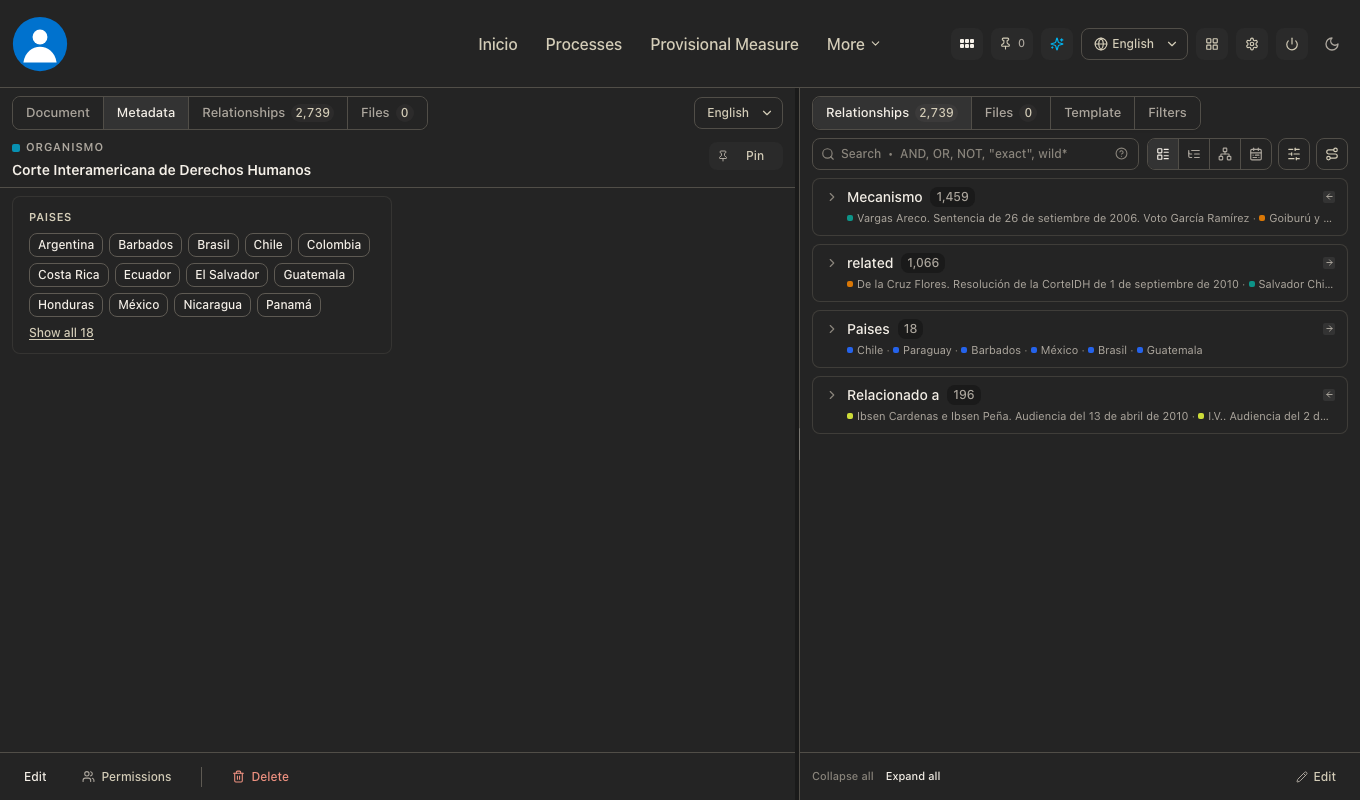 Inicio
Processes
Provisional Measure
More
0
English
Document
Metadata
Relationships 2,739
Files 0
English
ORGANISMO
Corte Interamericana de Derechos Humanos
Pin
PAISES
Argentina Barbados Brasil Chile Colombia
Costa Rica Ecuador El Salvador Guatemala
Honduras México Nicaragua Panamá
Show all 18
Edit
Permissions
Delete
Relationships 2,739
Files 0
Template
Filters
Search • AND, OR, NOT, "exact", wild*
Mecanismo 1,459
Vargas Areco. Sentencia de 26 de setiembre de 2006. Voto García Ramírez · Goiburú y ...
related 1,066
De la Cruz Flores. Resolución de la CorteIDH de 1 de septiembre de 2010 · Salvador Chi...
Paises 18
Chile · Paraguay · Barbados · México · Brasil · Guatemala
Relacionado a 196
Ibsen Cardenas e Ibsen Peña. Audiencia del 13 de abril de 2010 · I.V.. Audiencia del 2 d...
Collapse all
Expand all
Edit